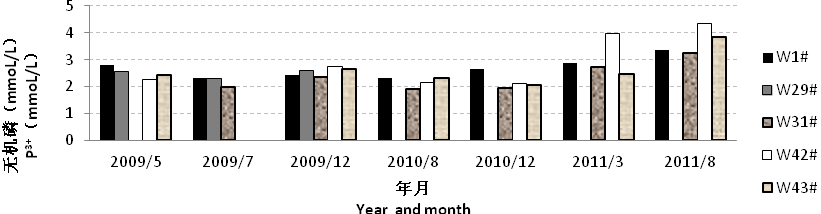 5
4
3
2
1
0
无机磷（mmoL/L）
P³⁺（mmoL/L）
2009/5 2009/7 2009/12 2010/8 2010/12 2011/3 2011/8
年月
Year and month
W1#
W29#
W31#
W42#
W43#